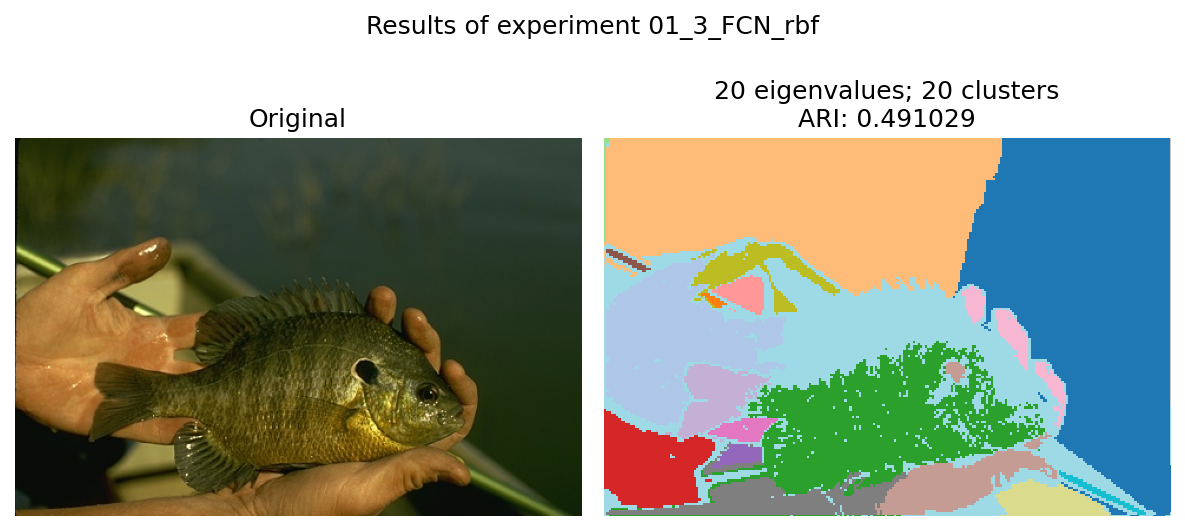 Results of experiment 01_3_FCN_rbf
Original
20 eigenvalues; 20 clusters
ARI: 0.491029